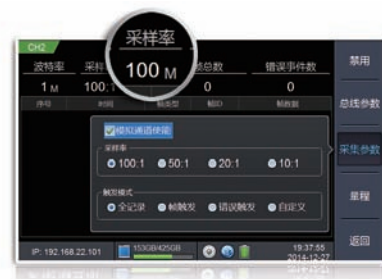 CH2
采样率
100 M
禁用
波特率
采样
帧总数
错误事件数
1 M
100:1
0
0
总线参数
序号
时间
帧类型
帧ID
帧数据
模拟通道使能
采集参数
采样率
100:1
50:1
20:1
10:1
触发模式
全记录
帧触发
错误触发
自定义
量程
返回
IP: 192.168.22.101
153GB/425GB
19:37:55
2014-12-27